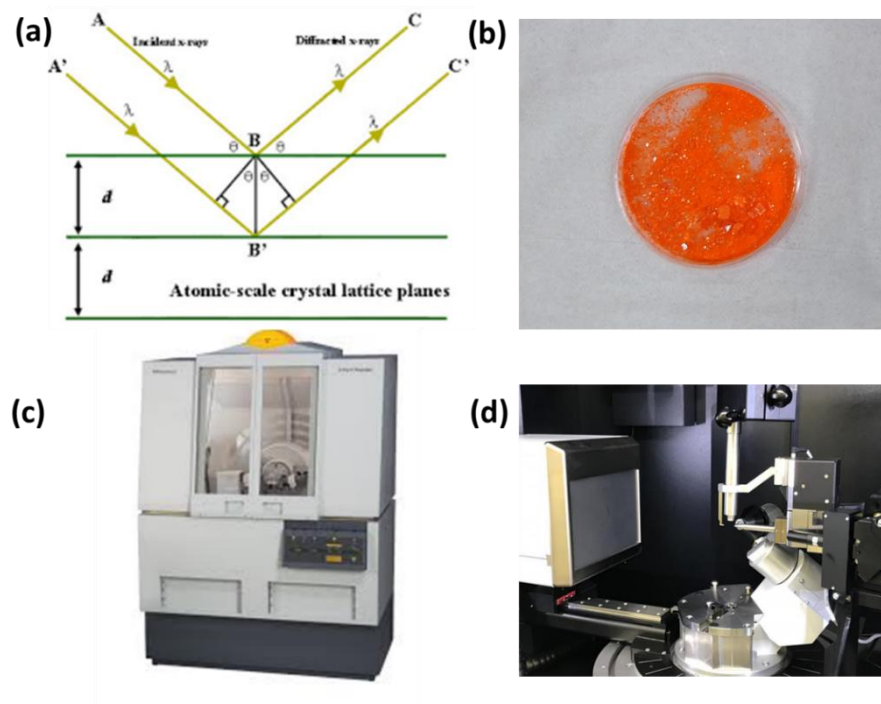 (a)
A
C
Incident x-rays
Diffracted x-rays
A'
C'
λ
λ
λ
λ
B
θ
θ
θ
θ
d
B'
d
Atomic-scale crystal lattice planes
(b)
(c)
(d)